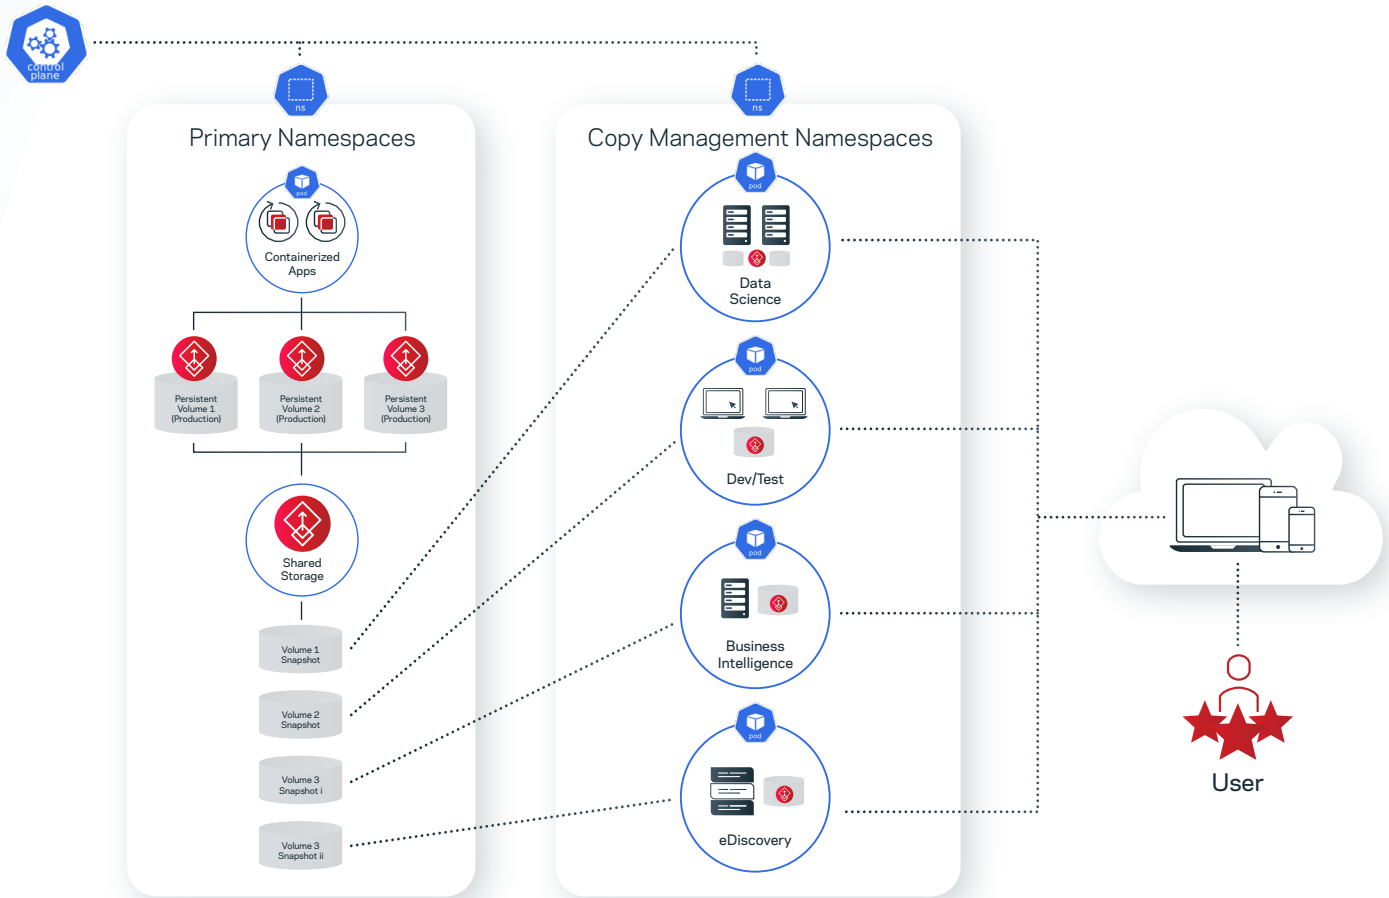 control
plane
ns
ns
Primary Namespaces
Copy Management Namespaces
pod
Containerized
Apps
Persistent
Volume 1
(Production)
Persistent
Volume 2
(Production)
Persistent
Volume 3
(Production)
Shared
Storage
Volume 1
Snapshot
Volume 2
Snapshot
Volume 3
Snapshot i
Volume 3
Snapshot ii
pod
Data
Science
pod
Dev/Test
pod
Business
Intelligence
pod
eDiscovery
User